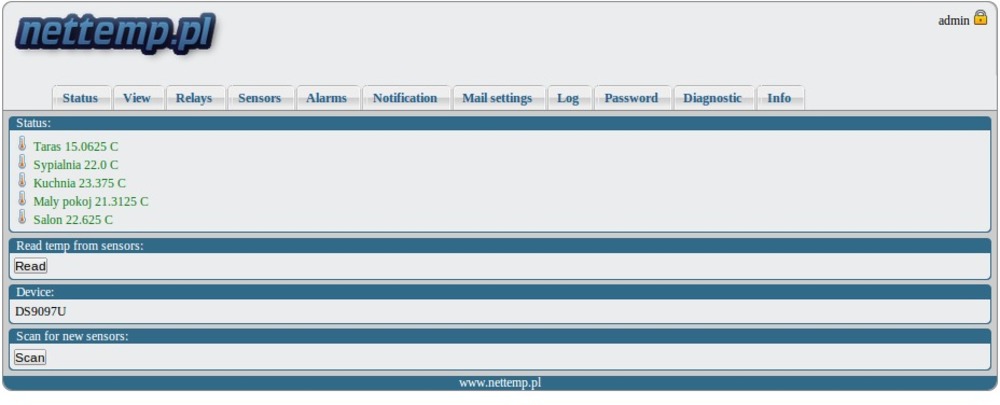 nettemp.pl
admin
Status View Relays Sensors Alarms Notification Mail settings Log Password Diagnostic Info
Status:
Taras 15.0625 C
Sypialnia 22.0 C
Kuchnia 23.375 C
Maly pokoj 21.3125 C
Salon 22.625 C
Read temp from sensors:
Read
Device:
DS9097U
Scan for new sensors:
Scan
www.nettemp.pl